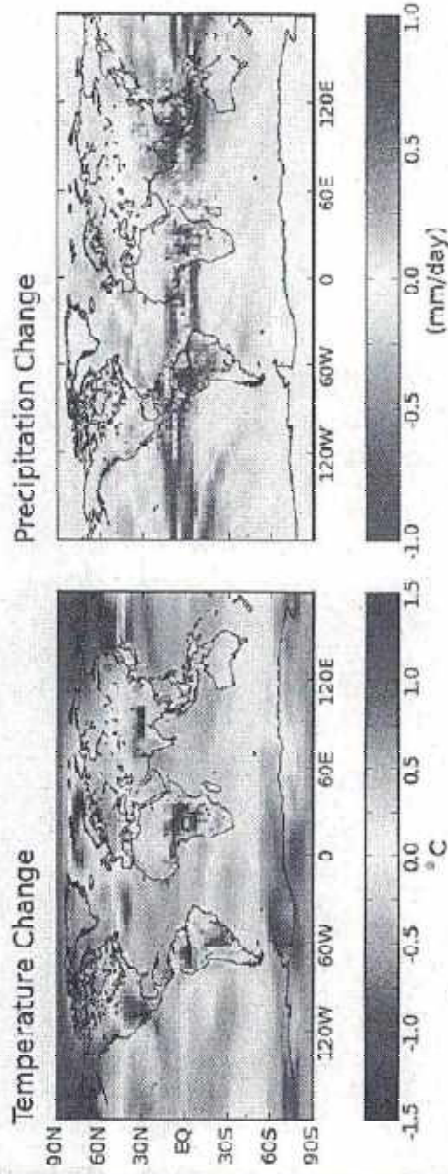 Temperature Change
90N
60N
30N
EQ
30S
60S
90S
120W
60W
0
60E
120E
-1.5
-1.0
-0.5
0.0
0.5
1.0
1.5
°C
Precipitation Change
120W
60W
0
60E
120E
-1.0
-0.5
0.0
0.5
1.0
(mm/day)